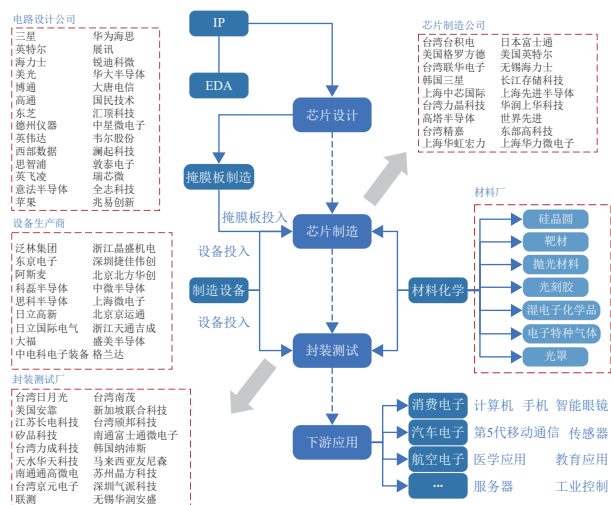 电路设计公司
三星 华为海思
英特尔 展讯
海力士 锐迪科微
美光 华大半导体
博通 大唐电信
高通 国民技术
东芝 汇顶科技
德州仪器 中星微电子
英伟达 韦尔股份
西部数据 澜起科技
思智浦 敦泰电子
英飞凌 瑞芯微
意法半导体 全志科技
苹果 兆易创新
设备生产商
泛林集团 浙江晶盛机电
东京电子 深圳捷佳伟创
阿斯麦 北京北方华创
科磊半导体 中微半导体
思科半导体 上海微电子
日立高新 北京京运通
日立国际电气 浙江天通吉成
大福 盛美半导体
中电科电子装备 格兰达
封装测试厂
台湾日月光 台湾南茂
美国安靠 新加坡联合科技
江苏长电科技 台湾颀邦科技
矽品科技 南通富士通微电子
台湾力成科技 韩国纳沛斯
天水华天科技 马来西亚友尼森
南通通高微电 苏州晶方科技
台湾京元电子 深圳气派科技
联测 无锡华润安盛
IP
EDA
芯片设计
掩膜板制造
掩膜板投入
芯片制造
设备投入
制造设备
材料化学
设备投入
封装测试
下游应用
芯片制造公司
台湾台积电 日本富士通
美国格罗方德 美国英特尔
台湾联华电子 无锡海力士
韩国三星 长江存储科技
上海中芯国际 上海先进半导体
台湾力晶科技 华润上华科技
高塔半导体 世界先进
台湾精嘉 东部高科技
上海华虹宏力 上海华力微电子
材料厂
硅晶圆
靶材
抛光材料
光刻胶
湿电子化学品
电子特种气体
光罩
消费电子 计算机 手机 智能眼镜
汽车电子 第5代移动通信 传感器
航空电子 医学应用 教育应用
... 服务器 工业控制